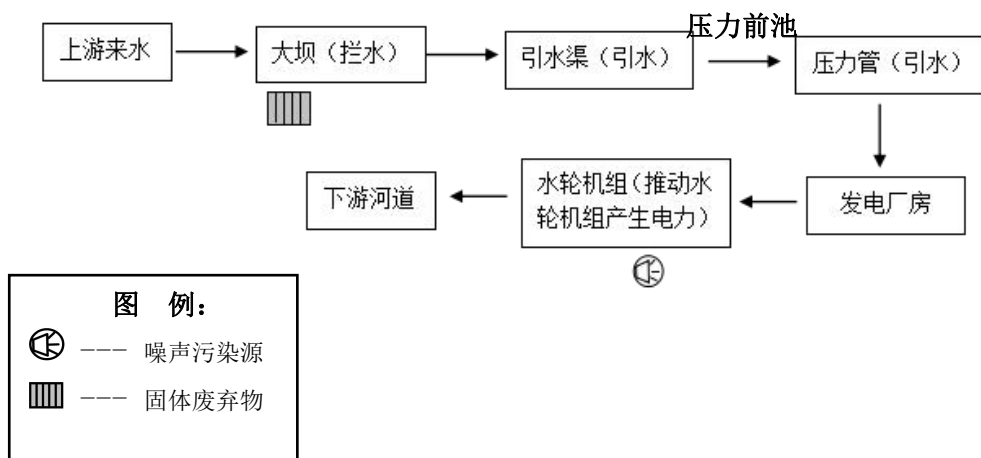 上游来水
大坝（拦水）
引水渠（引水）
压力前池
压力管（引水）
发电厂房
水轮机组（推动水
轮机组产生电力）
下游河道
图 例：
--- 噪声污染源
--- 固体废弃物